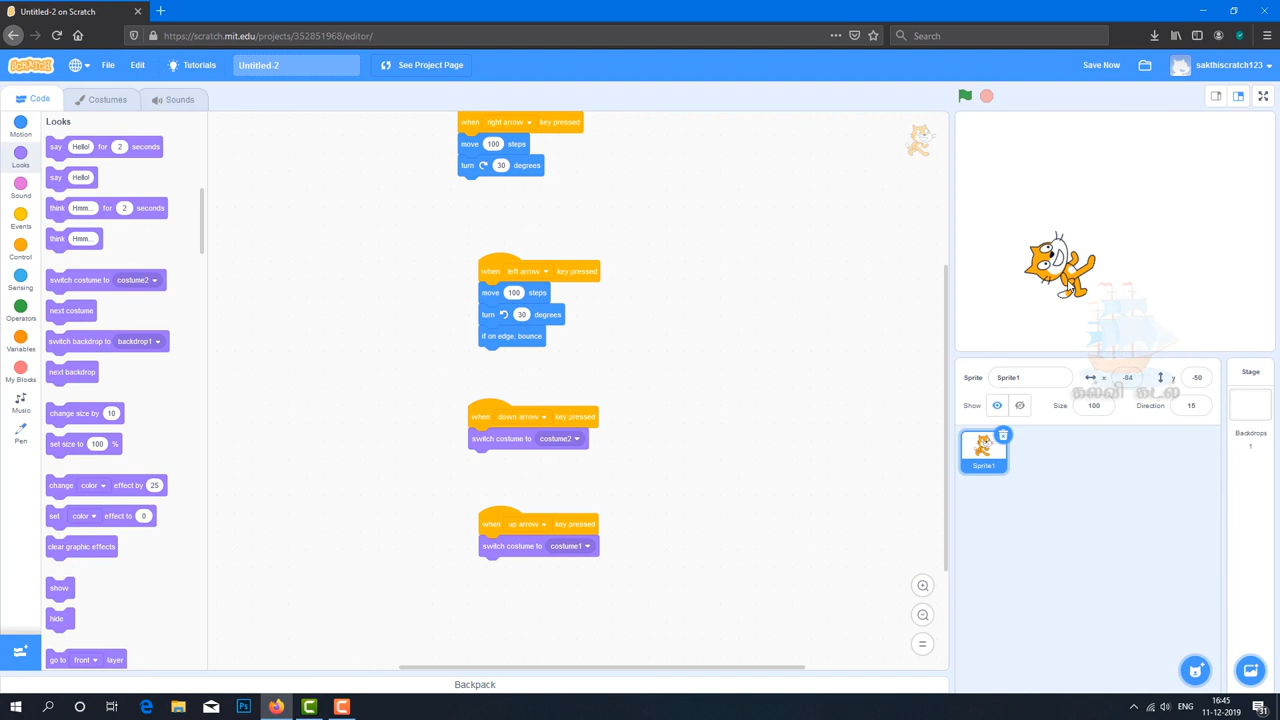 Untitled-2 on Scratch
https://scratch.mit.edu/projects/352851968/editor/
Search
SCRATCH
File
Edit
Tutorials
Untitled-2
See Project Page
Save Now
sakthiscratch123
Code
Costumes
Sounds
Motion
Looks
Sound
Events
Control
Sensing
Operators
Variables
My Blocks
Music
Pen
Looks
say Hello! for 2 seconds
say Hello!
think Hmm... for 2 seconds
think Hmm...
switch costume to costume2
next costume
switch backdrop to backdrop1
next backdrop
change size by 10
set size to 100 %
change color effect by 25
set color effect to 0
clear graphic effects
show
hide
go to front layer
when right arrow key pressed
move 100 steps
turn 30 degrees
when left arrow key pressed
move 100 steps
turn 30 degrees
if on edge, bounce
when down arrow key pressed
switch costume to costume2
when up arrow key pressed
switch costume to costume1
Backpack
Sprite Sprite1 x -84 y -50
Show Size 100 Direction 15
கல்வி கடல்
Sprite1
Stage
Backdrops
1
ENG
16:45
11-12-2019
31